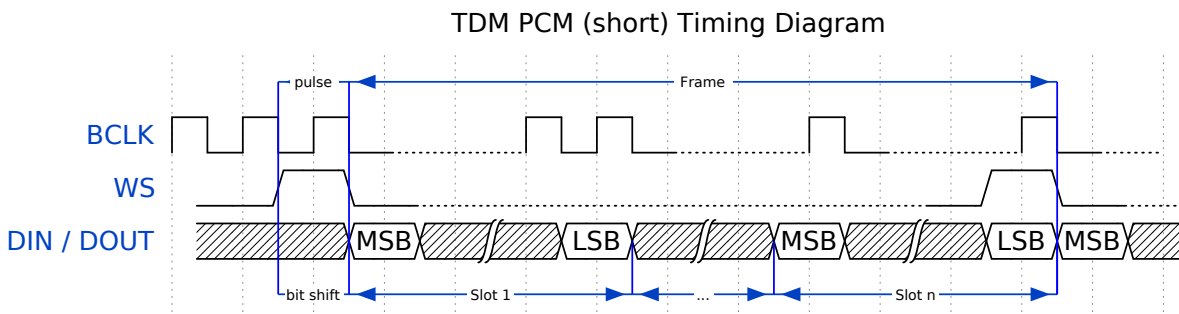 TDM PCM (short) Timing Diagram
pulse Frame
BCLK
WS
DIN / DOUT MSB LSB MSB LSB MSB
bit shift Slot 1 ... Slot n